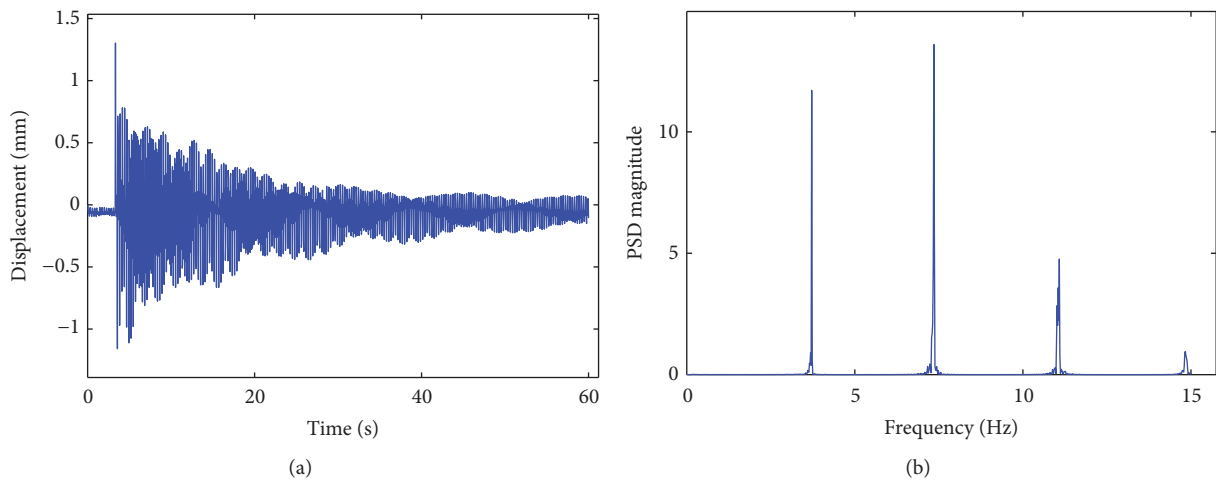 1.5
1
0.5
0
−0.5
−1
Displacement (mm)
0 20 40 60
Time (s)
(a)
10
5
0
PSD magnitude
0 5 10 15
Frequency (Hz)
(b)